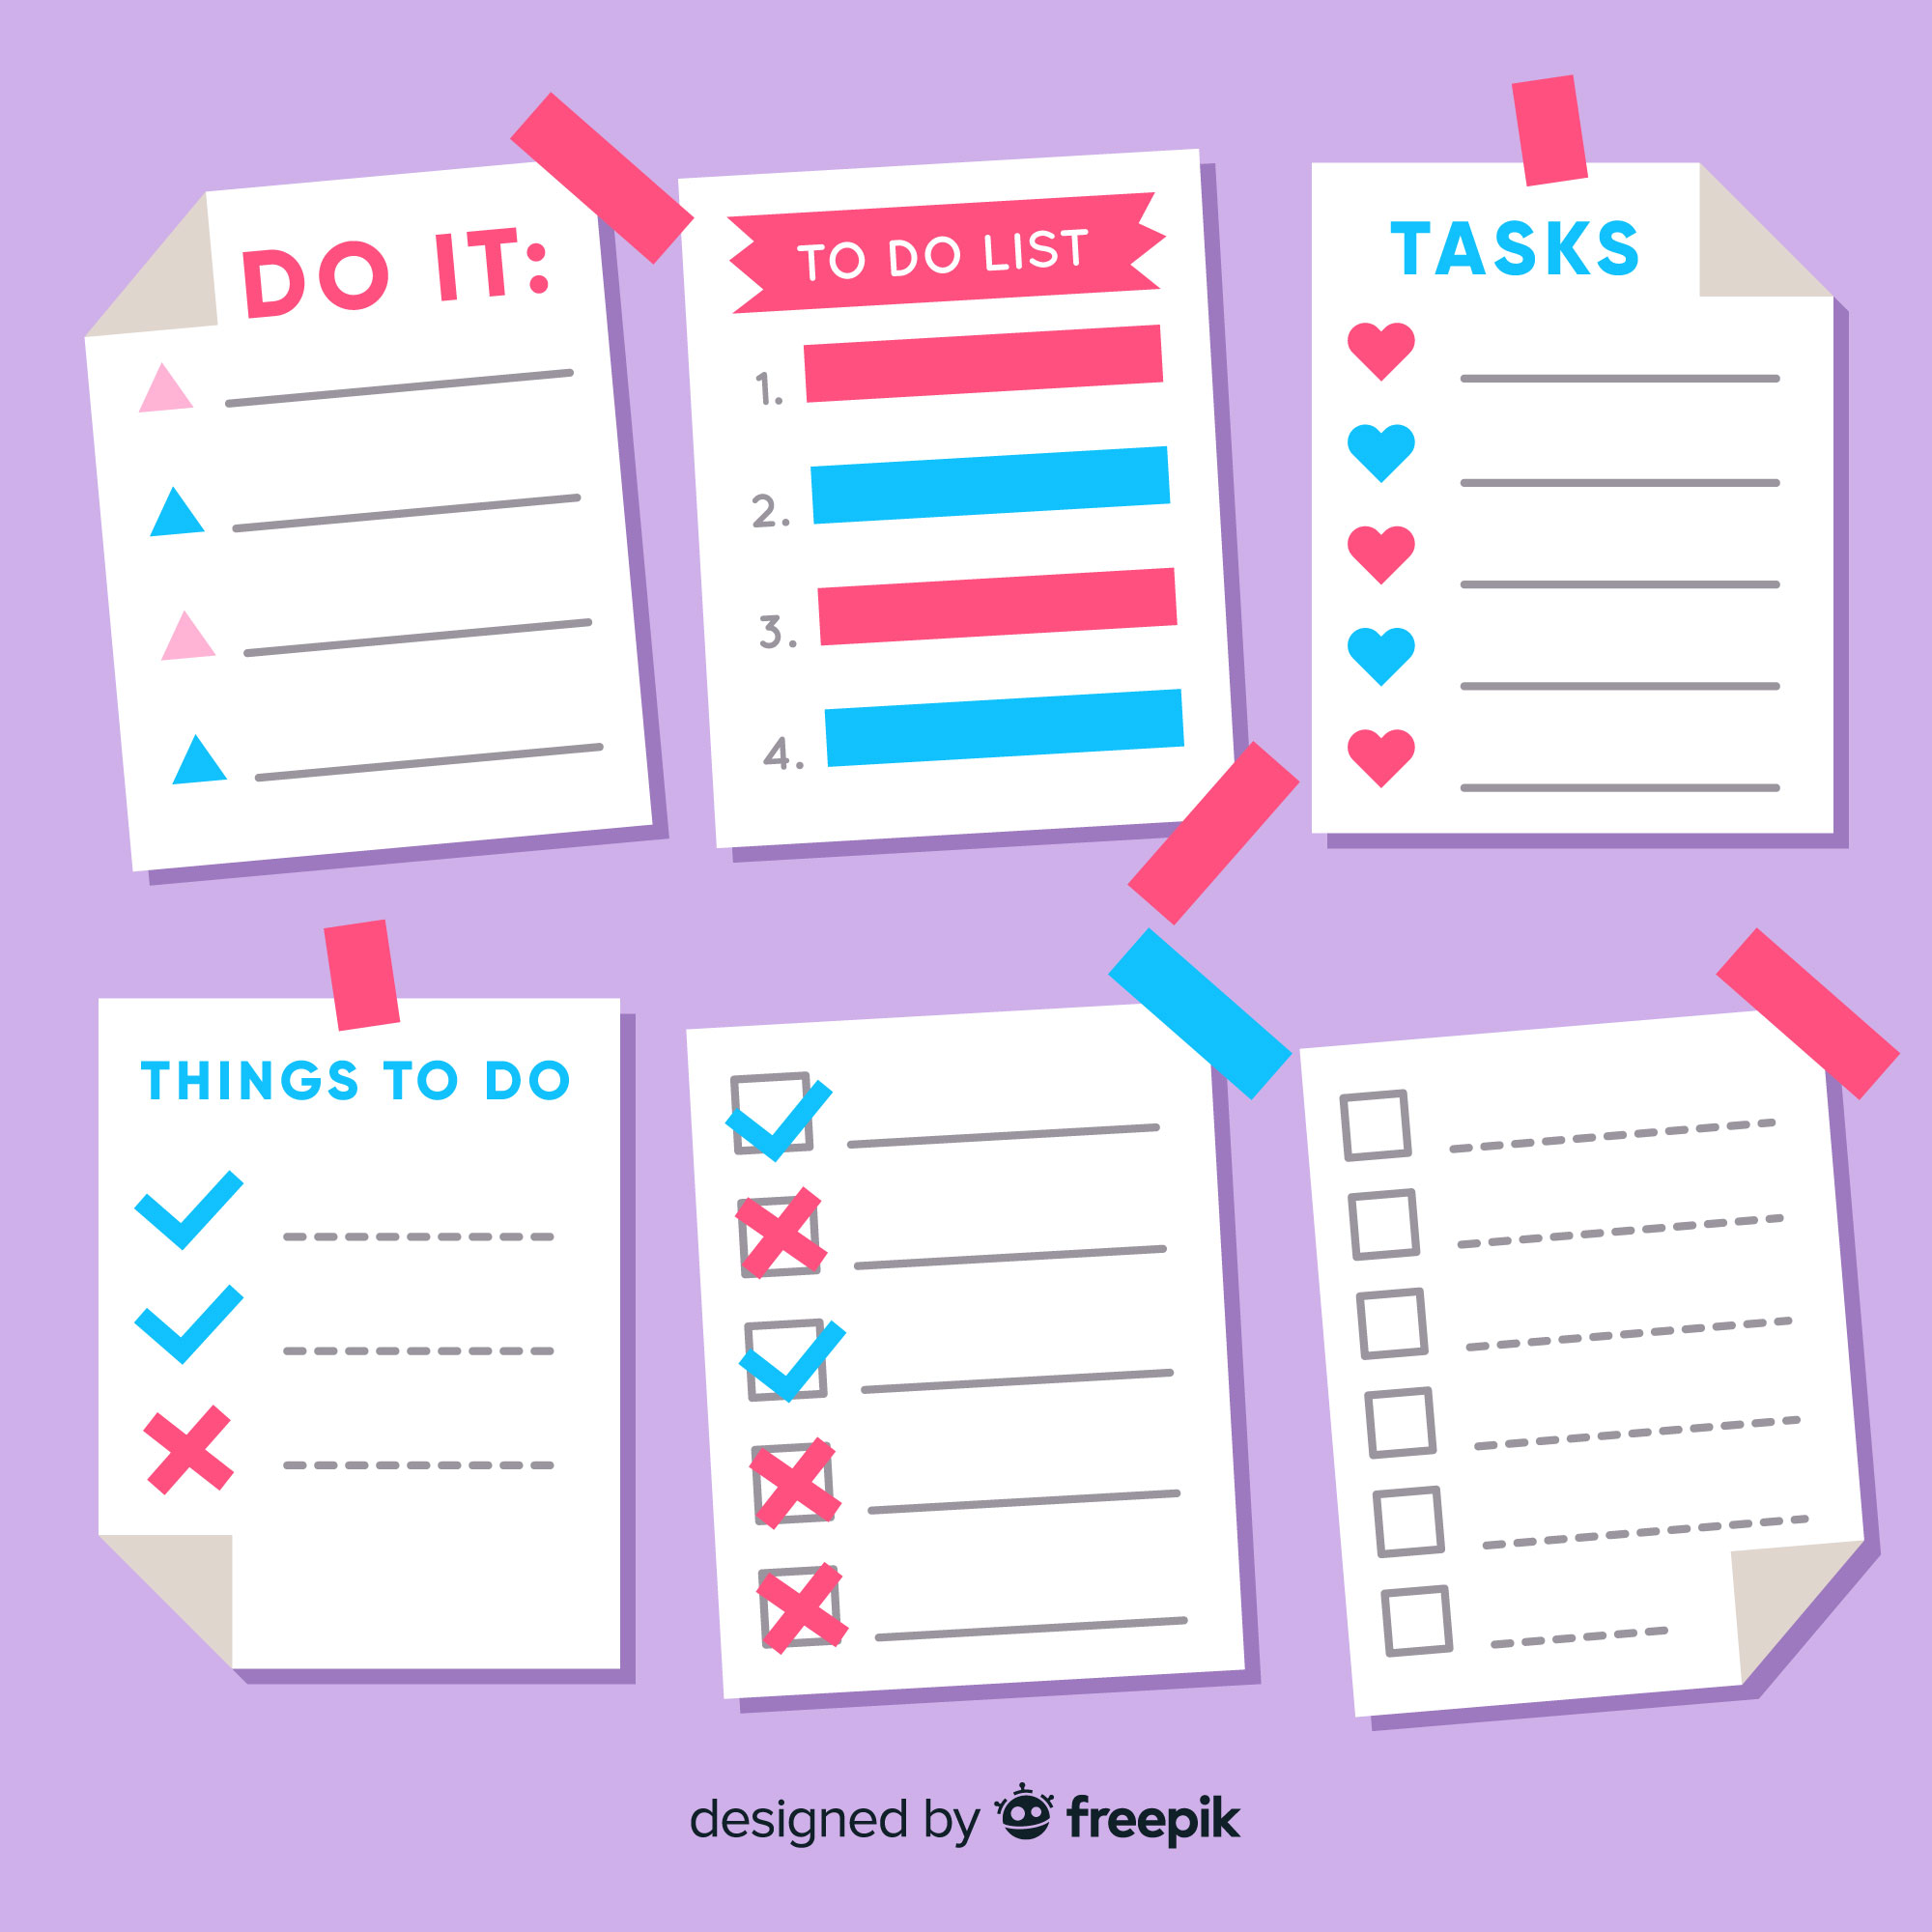 DO IT:
TO DO LIST
1.
2.
3.
4.
TASKS
THINGS TO DO
designed by freepik